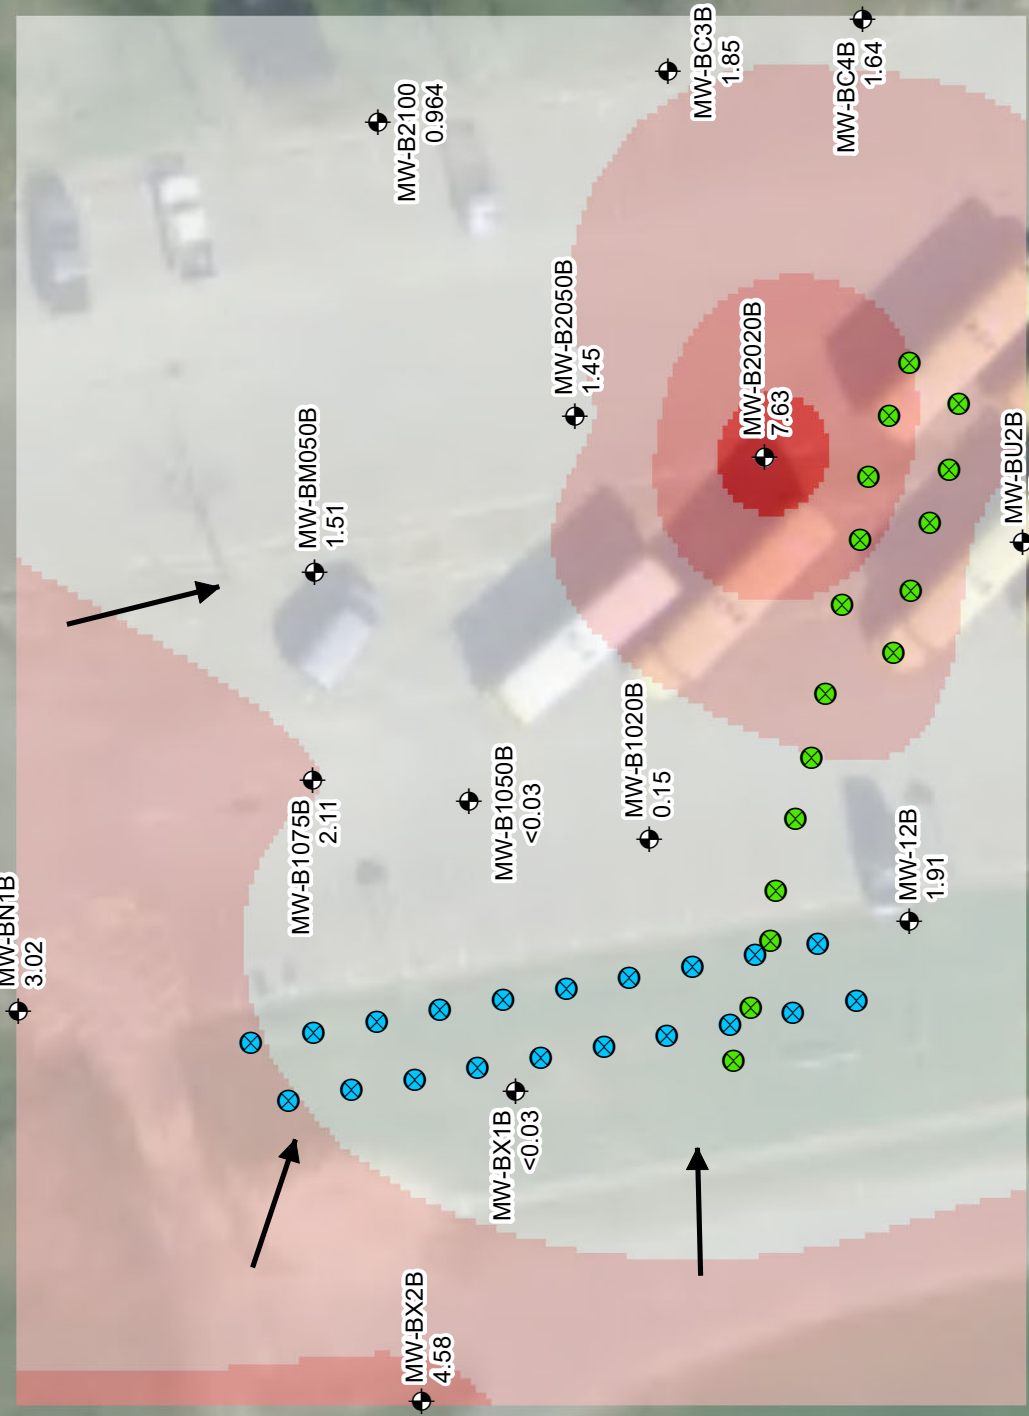 MW-BC3B
1.85
MW-BC4B
1.64
MW-B2100
0.964
MW-B2050B
1.45
MW-B2020B
7.63
MW-BM050B
1.51
MW-BU2B
MW-B1020B
0.15
MW-B1050B
<0.03
MW-B1075B
2.11
MW-12B
1.91
MW-BN1B
3.02
MW-BX1B
<0.03
MW-BX2B
4.58